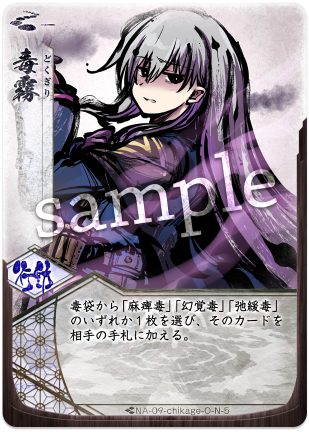 毒霧
どくぎり
sample
行動
毒袋から「麻痺毒」「幻覚毒」「弛緩毒」
のいずれか1枚を選び、そのカードを
相手の手札に加える。
NA-09-chikage-O-N-5